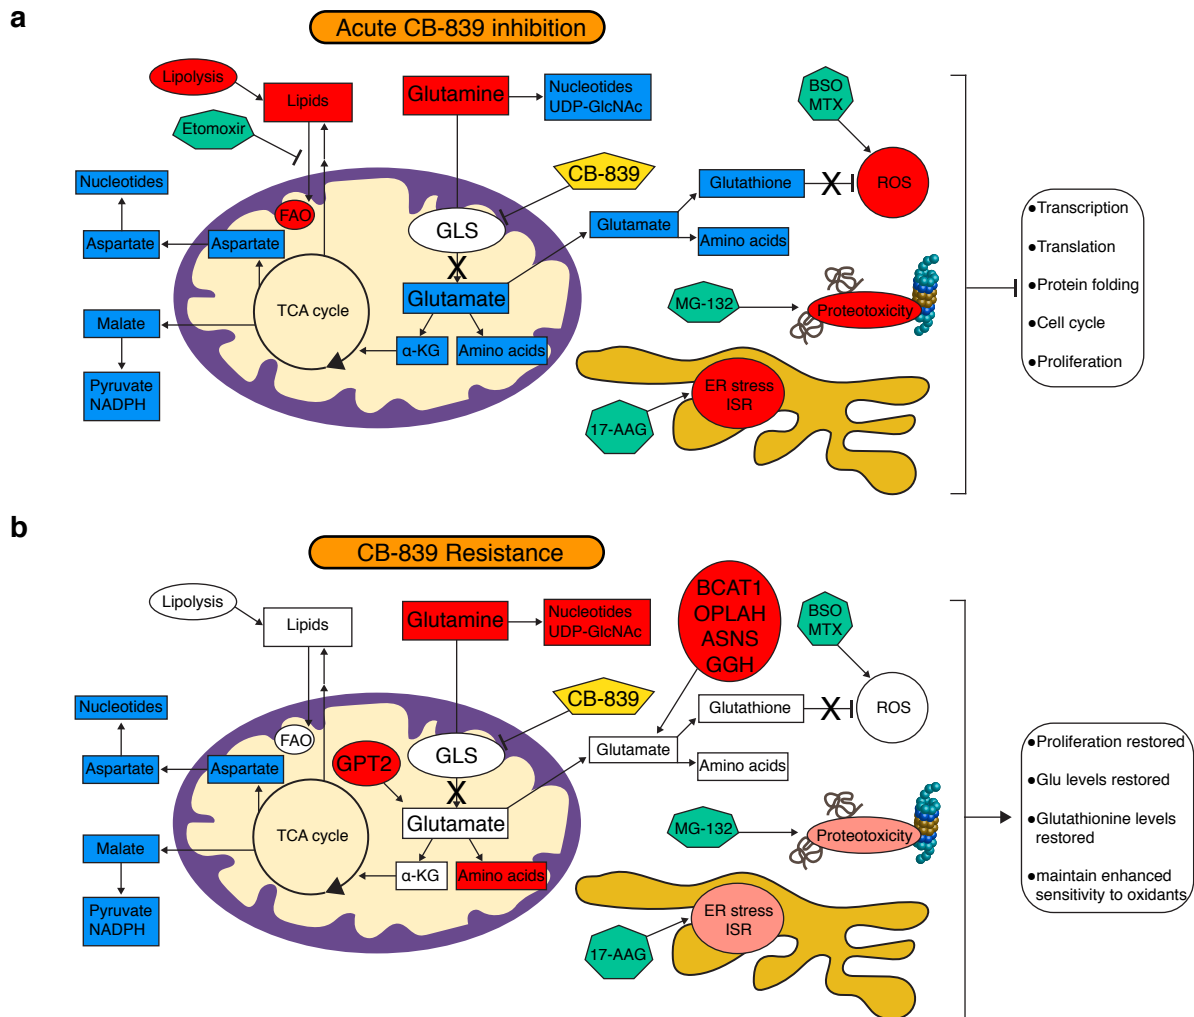 a
Acute CB-839 inhibition
Lipolysis
Lipids
Etomoxir
Glutamine
Nucleotides
UDP-GlcNAc
BSO
MTX
CB-839
Glutathione
X
ROS
Nucleotides
FAO
Aspartate
Aspartate
GLS
Glutamate
Amino acids
X
TCA cycle
Glutamate
Malate
α-KG
Amino acids
Pyruvate
NADPH
MG-132
Proteotoxicity
ER stress
ISR
17-AAG
●Transcription
●Translation
●Protein folding
●Cell cycle
●Proliferation
b
CB-839 Resistance
Lipolysis
Lipids
Glutamine
Nucleotides
UDP-GlcNAc
BCAT1
OPLAH
ASNS
GGH
BSO
MTX
CB-839
Glutathione
X
ROS
Nucleotides
FAO
Aspartate
Aspartate
GPT2
GLS
Glutamate
Amino acids
X
TCA cycle
Glutamate
Malate
α-KG
Amino acids
Pyruvate
NADPH
MG-132
Proteotoxicity
ER stress
ISR
17-AAG
●Proliferation restored
●Glu levels restored
●Glutathionine levels
restored
●maintain enhanced
sensitivity to oxidants